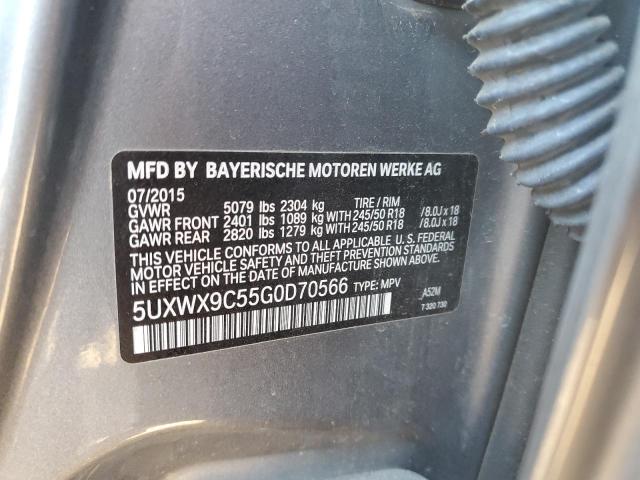 MFD BY BAYERISCHE MOTOREN WERKE AG
07/2015
GVWR 5079 lbs 2304 kg TIRE / RIM
GAWR FRONT 2401 lbs 1089 kg WITH 245/50 R18 /8.0J x 18
GAWR REAR 2820 lbs 1279 kg WITH 245/50 R18 /8.0J x 18
THIS VEHICLE CONFORMS TO ALL APPLICABLE U.S. FEDERAL
MOTOR VEHICLE SAFETY AND THEFT PREVENTION STANDARDS
IN EFFECT ON THE DATE OF MANUFACTURE SHOWN ABOVE.
5UXWX9C55G0D70566 TYPE: MPV
A52M
7 320 730